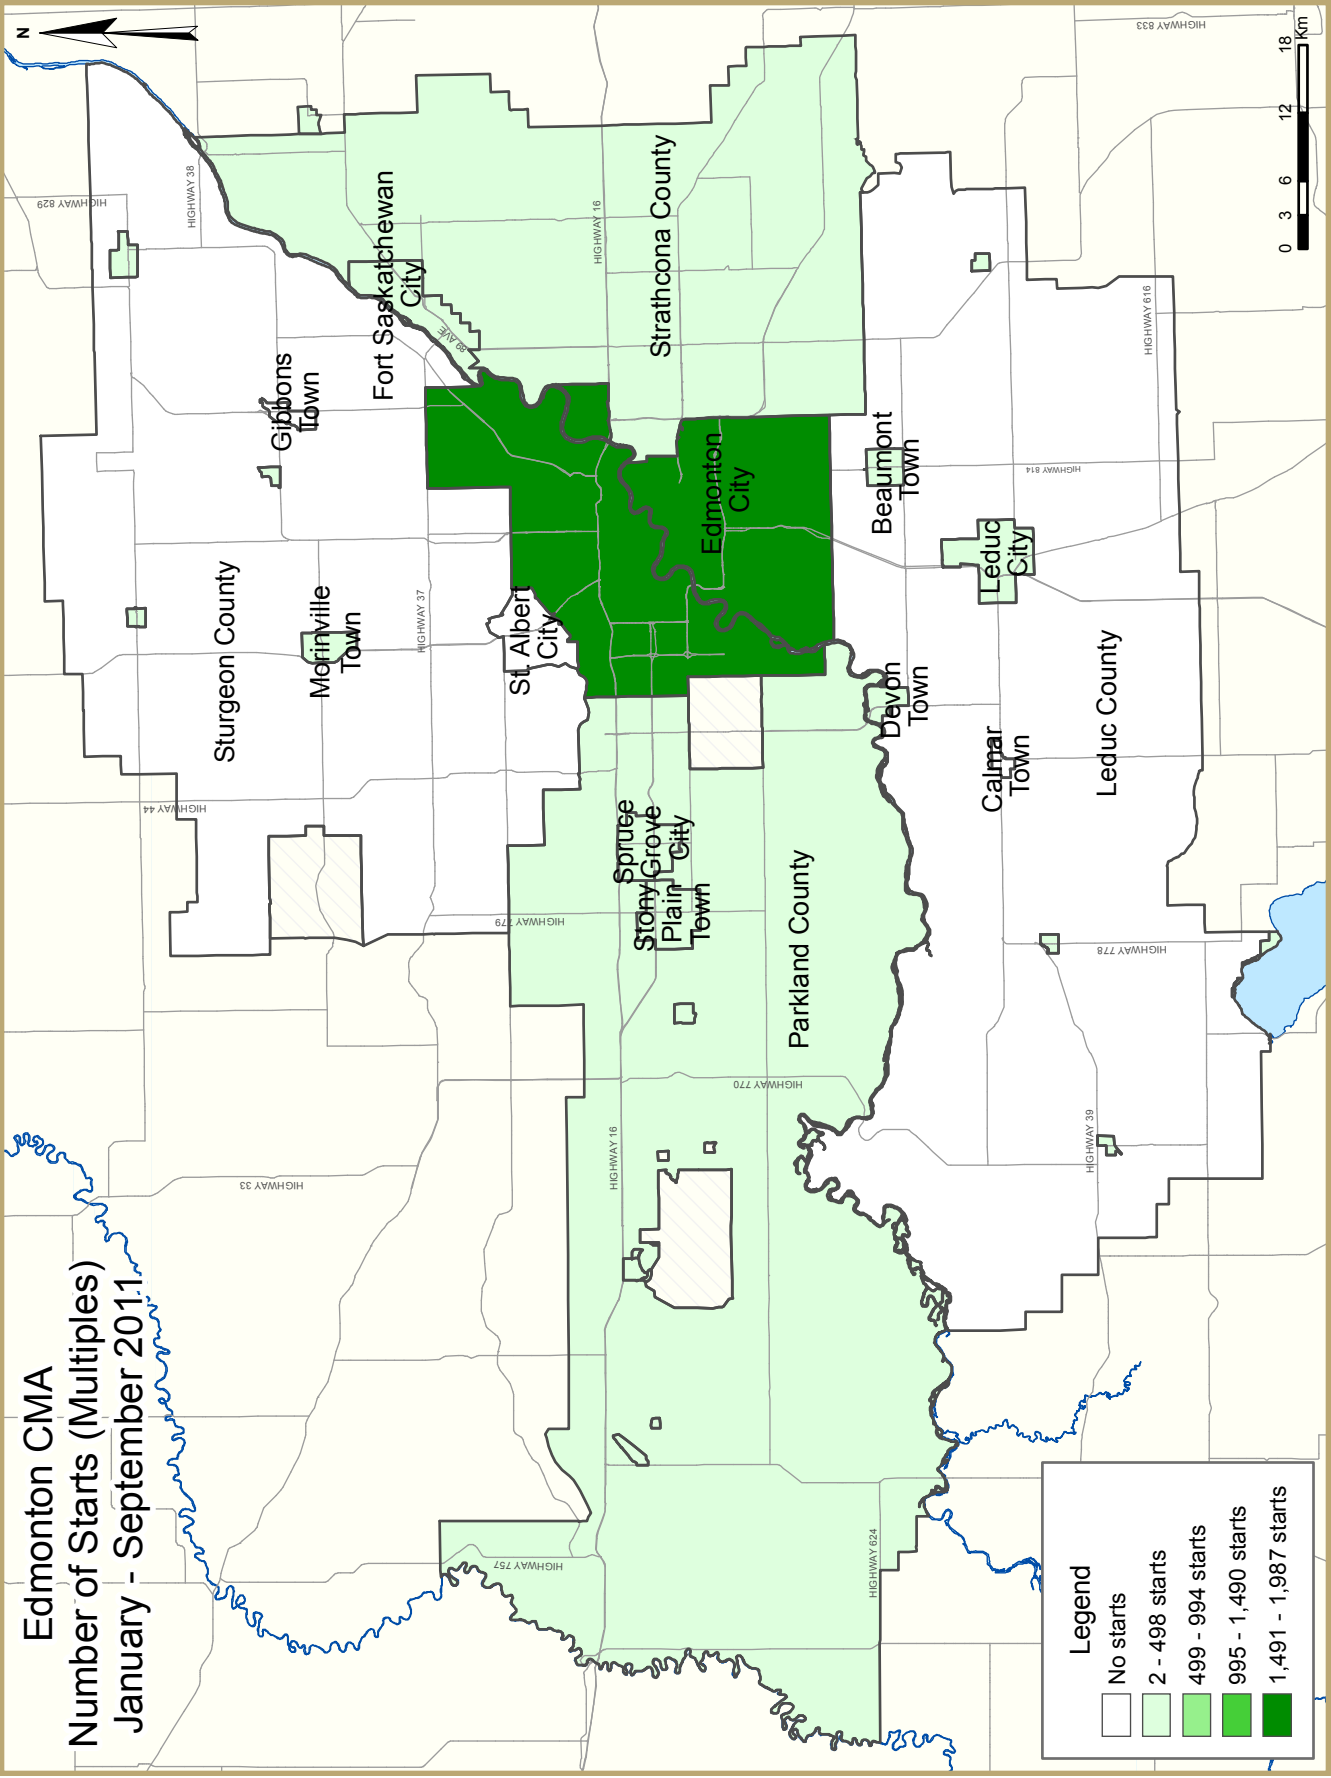 Edmonton CMA
Number of Starts (Multiples)
January - September 2011
N
HIGHWAY 829
HIGHWAY 38
HIGHWAY 833
HIGHWAY 44
HIGHWAY 33
HIGHWAY 37
HIGHWAY 779
HIGHWAY 757
HIGHWAY 16
HIGHWAY 16
89 AVE
HIGHWAY 770
HIGHWAY 624
HIGHWAY 814
HIGHWAY 616
HIGHWAY 778
HIGHWAY 39
Sturgeon County
Gibbons
Town
Morinville
Town
Fort Saskatchewan
City
St. Albert
City
Strathcona County
Edmonton
City
Spruce
Grove
City
Stony
Plain
Town
Parkland County
Beaumont
Town
Leduc
City
Devon
Town
Calmar
Town
Leduc County
Legend
No starts
2 - 498 starts
499 - 994 starts
995 - 1,490 starts
1,491 - 1,987 starts
0 3 6 12 18
Km